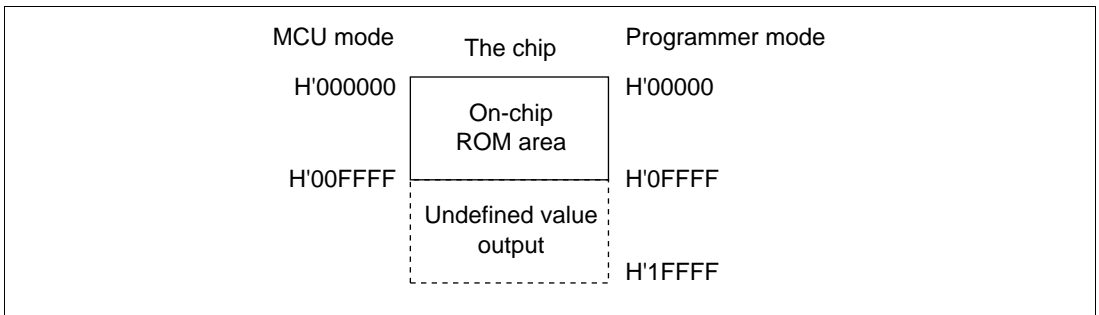 MCU mode The chip Programmer mode
H'000000 H'00000
On-chip
ROM area
H'00FFFF H'0FFFF
Undefined value
output
H'1FFFF